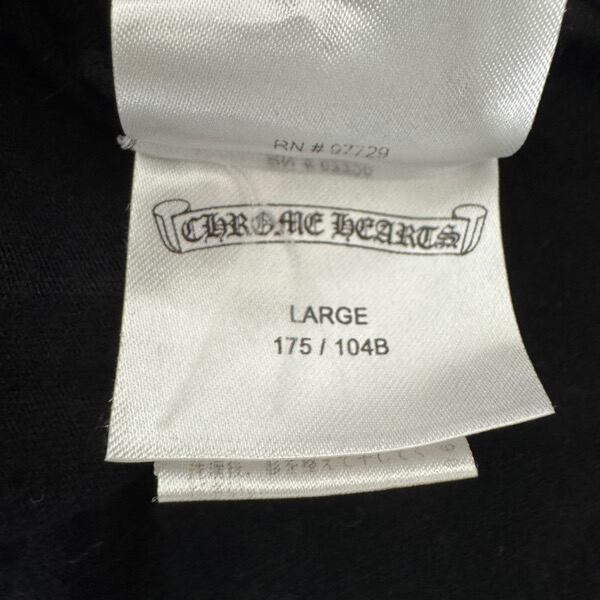 RN # 97729
CHROME HEARTS
LARGE
175 / 104B